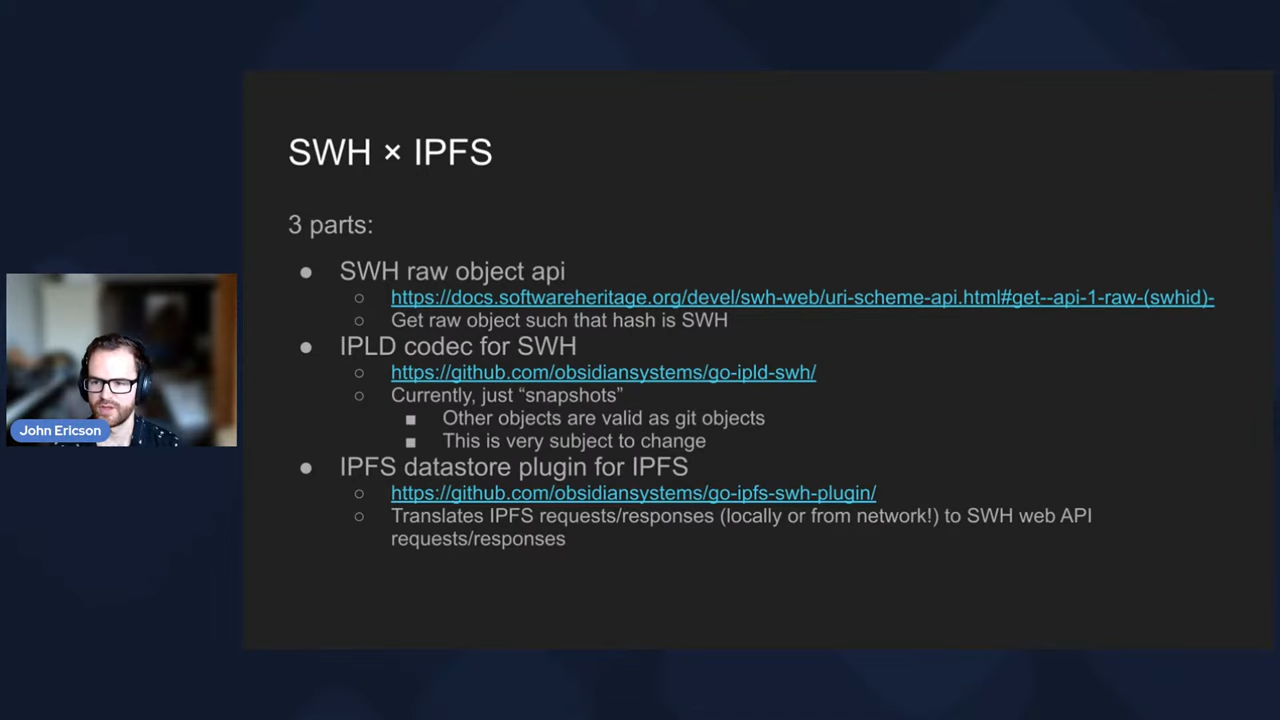 SWH × IPFS
3 parts:
● SWH raw object api
○ https://docs.softwareheritage.org/devel/swh-web/uri-scheme-api.html#get--api-1-raw-(swhid)-
○ Get raw object such that hash is SWH
● IPLD codec for SWH
○ https://github.com/obsidiansystems/go-ipld-swh/
○ Currently, just “snapshots”
■ Other objects are valid as git objects
■ This is very subject to change
● IPFS datastore plugin for IPFS
○ https://github.com/obsidiansystems/go-ipfs-swh-plugin/
○ Translates IPFS requests/responses (locally or from network!) to SWH web API
requests/responses
John Ericson